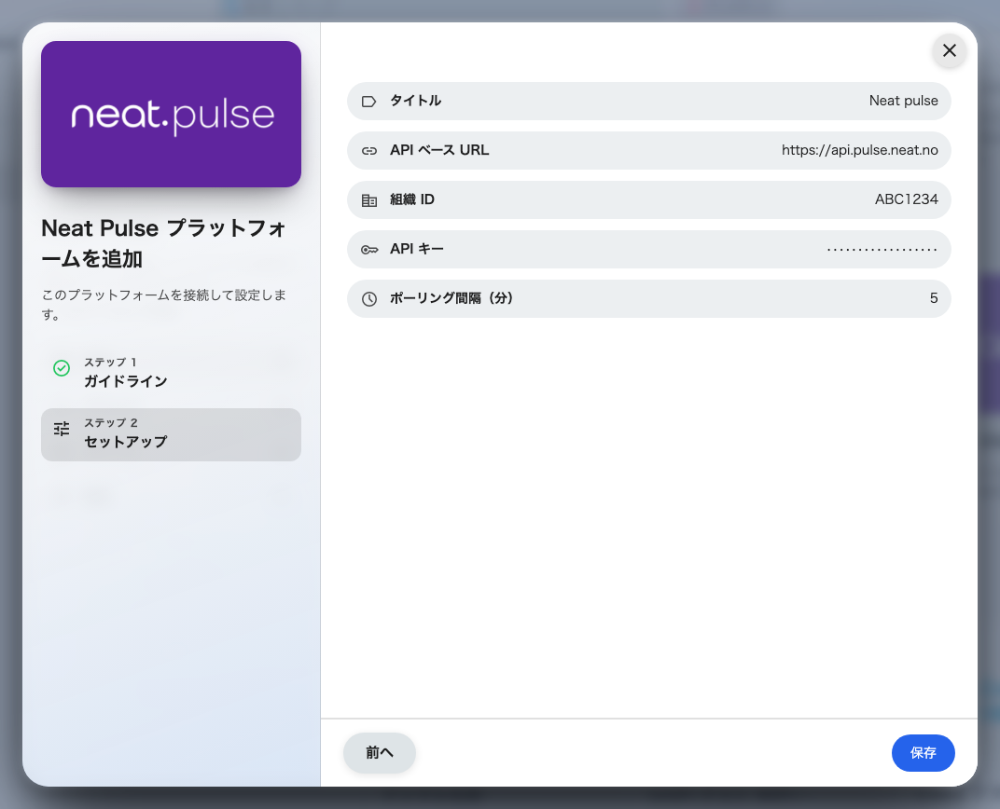 neat.pulse
Neat Pulse プラットフォ
ームを追加
このプラットフォームを接続して設定しま
す。
ステップ 1
ガイドライン
ステップ 2
セットアップ
タイトル Neat pulse
API ベース URL https://api.pulse.neat.no
組織 ID ABC1234
API キー ··················
ポーリング間隔（分） 5
前へ
保存